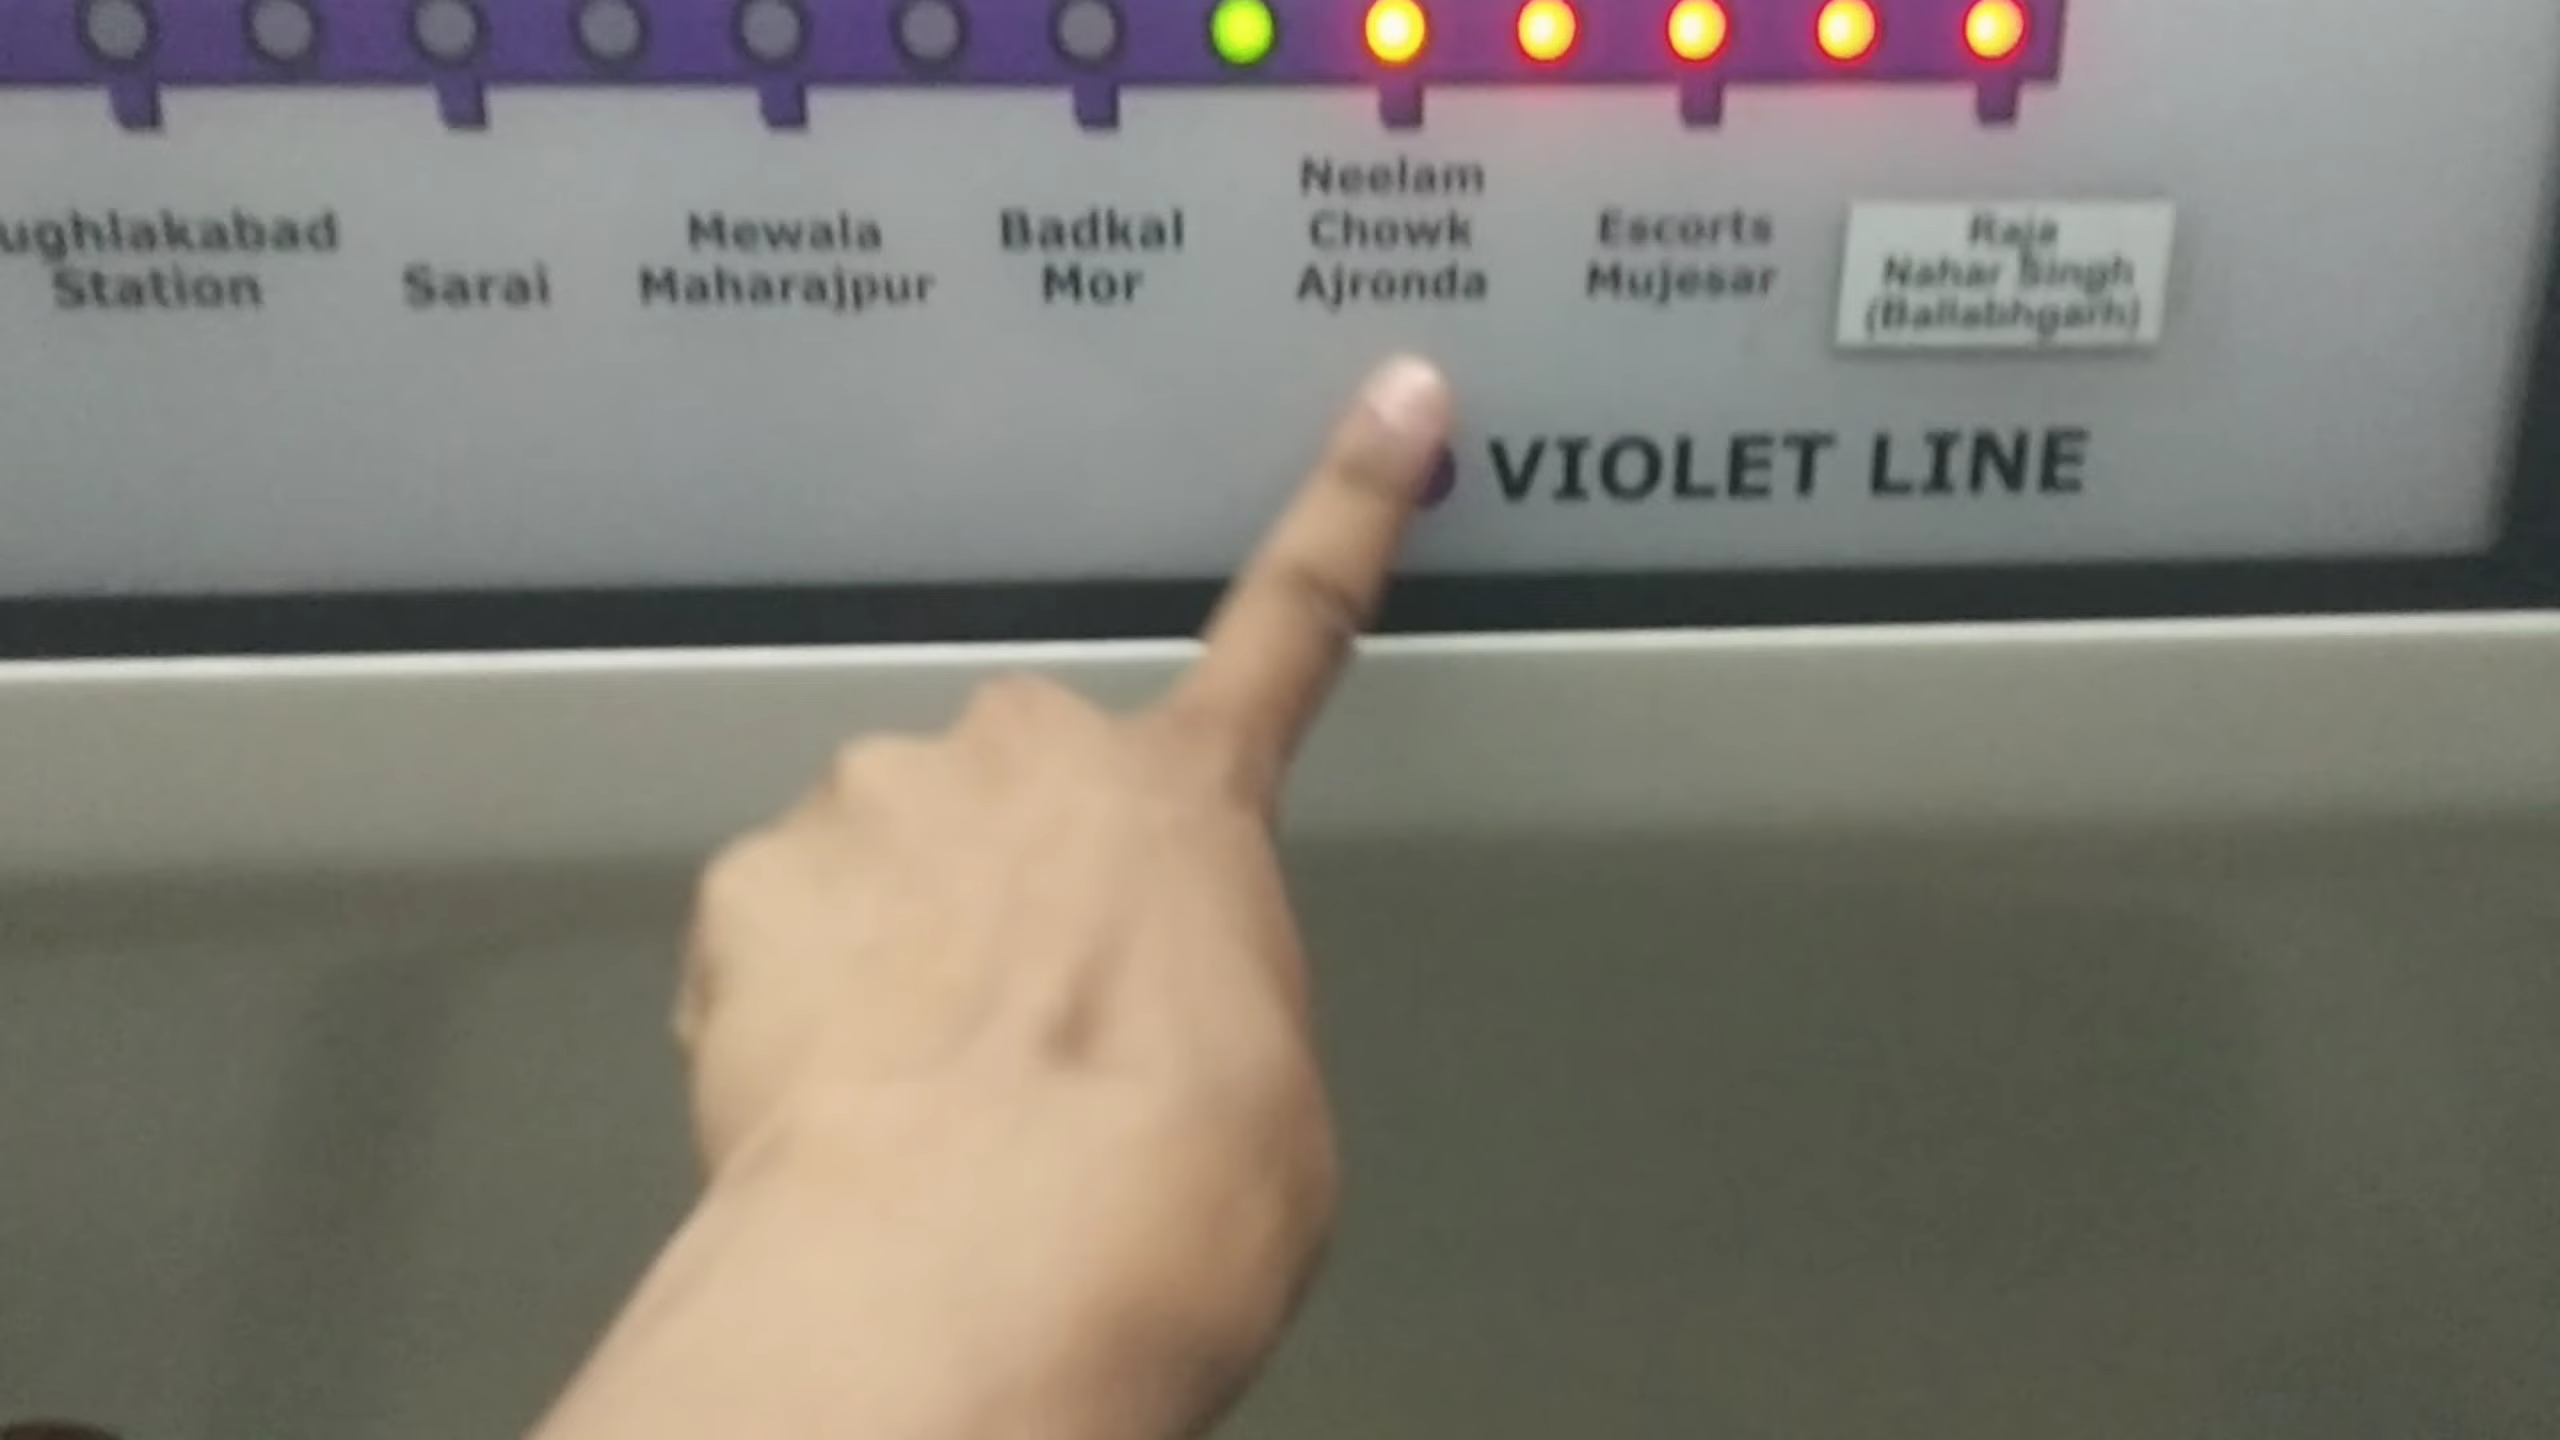 ughlakabad
Station
Sarai
Mewala
Maharajpur
Badkal
Mor
Neelam
Chowk
Ajronda
Escorts
Mujesar
Raja
Nahar Singh
(Ballabhgarh)
VIOLET LINE